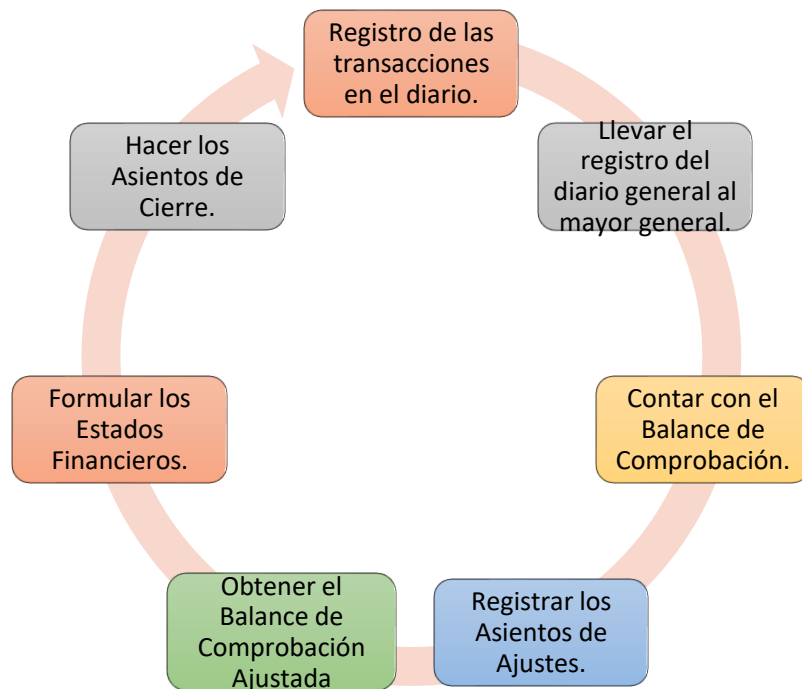 Registro de las
transacciones
en el diario.
Llevar el
registro del
diario general al
mayor general.
Contar con el
Balance de
Comprobación.
Registrar los
Asientos de
Ajustes.
Obtener el
Balance de
Comprobación
Ajustada
Formular los
Estados
Financieros.
Hacer los
Asientos de
Cierre.